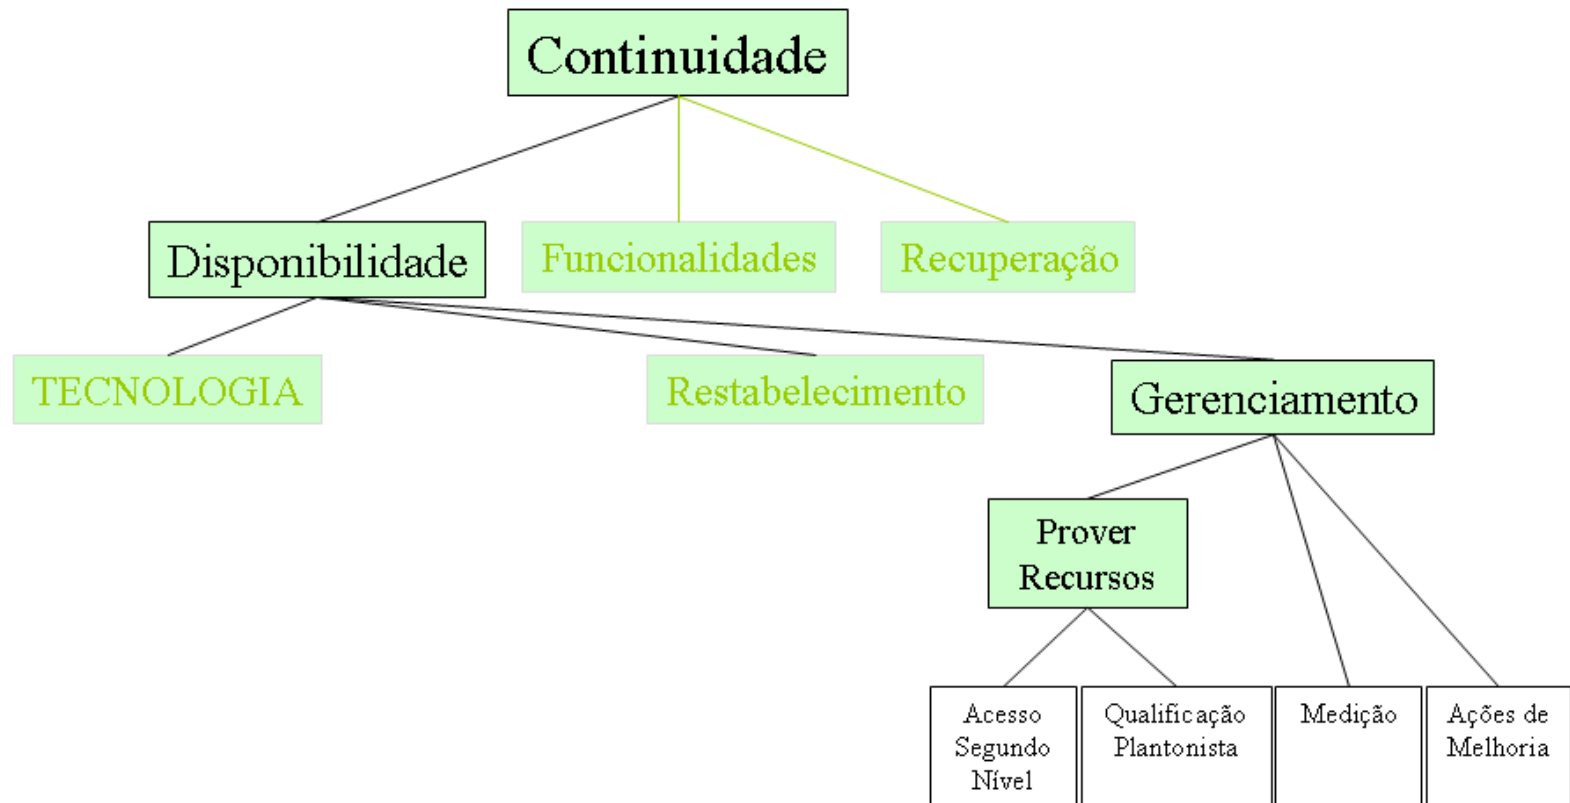 Continuidade
Disponibilidade
Funcionalidades
Recuperação
TECNOLOGIA
Restabelecimento
Gerenciamento
Prover
Recursos
Acesso
Segundo
Nível
Qualificação
Plantonista
Medição
Ações de
Melhoria